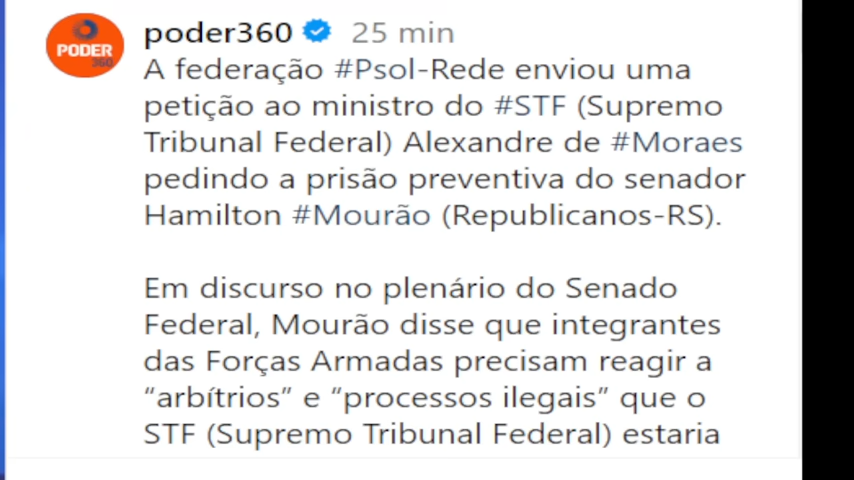 PODER
360
poder360 25 min
A federação #Psol-Rede enviou uma
petição ao ministro do #STF (Supremo
Tribunal Federal) Alexandre de #Moraes
pedindo a prisão preventiva do senador
Hamilton #Mourão (Republicanos-RS).
Em discurso no plenário do Senado
Federal, Mourão disse que integrantes
das Forças Armadas precisam reagir a
“arbítrios” e “processos ilegais” que o
STF (Supremo Tribunal Federal) estaria